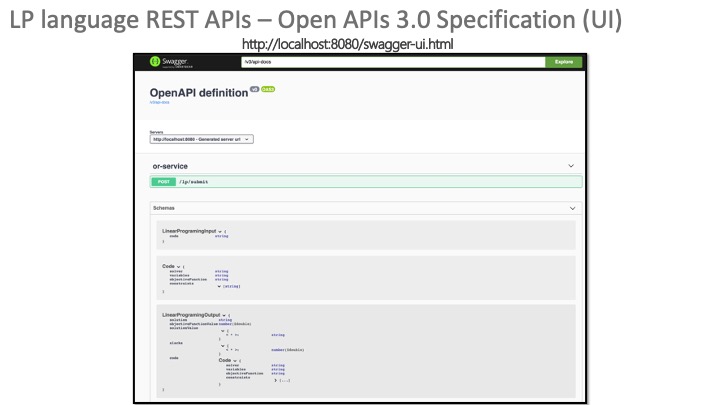 LP language REST APIs – Open APIs 3.0 Specification (UI)
http://localhost:8080/swagger-ui.html
Swagger.
/v3/api-docs
Explore
OpenAPI definition v0 OAS3
/v3/api-docs
Servers
http://localhost:8080 - Generated server url
or-service
POST /lp/submit
Schemas
LinearProgramingInput {
code string
}
Code {
solver string
variables string
objectiveFunction string
constraints [string]
}
LinearProgramingOutput {
solution string
objectiveFunctionValue number($double)
solutionValue {
< * >: string
}
slacks {
< * >: number($double)
}
code Code {
solver string
variables string
objectiveFunction string
constraints [...]
}
}